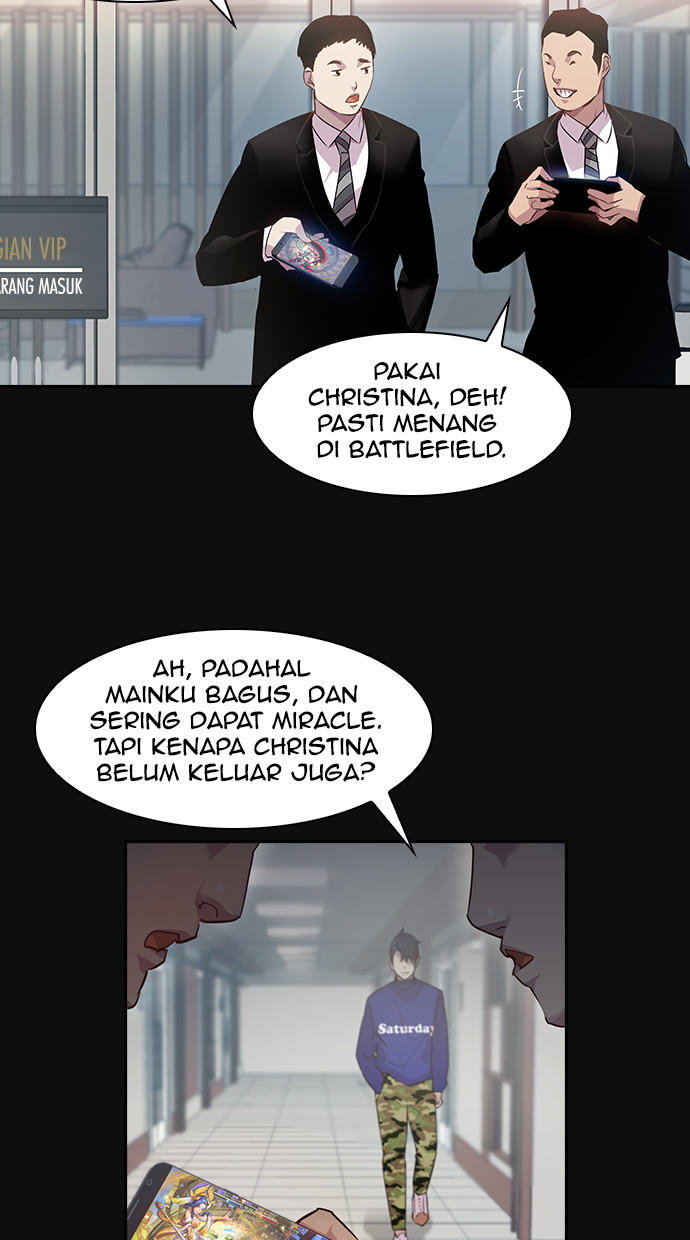 GIAN VIP
ARANG MASUK
PAKAI
CHRISTINA, DEH!
PASTI MENANG
DI BATTLEFIELD.
AH, PADAHAL
MAINKU BAGUS, DAN
SERING DAPAT MIRACLE.
TAPI KENAPA CHRISTINA
BELUM KELUAR JUGA?
Saturday